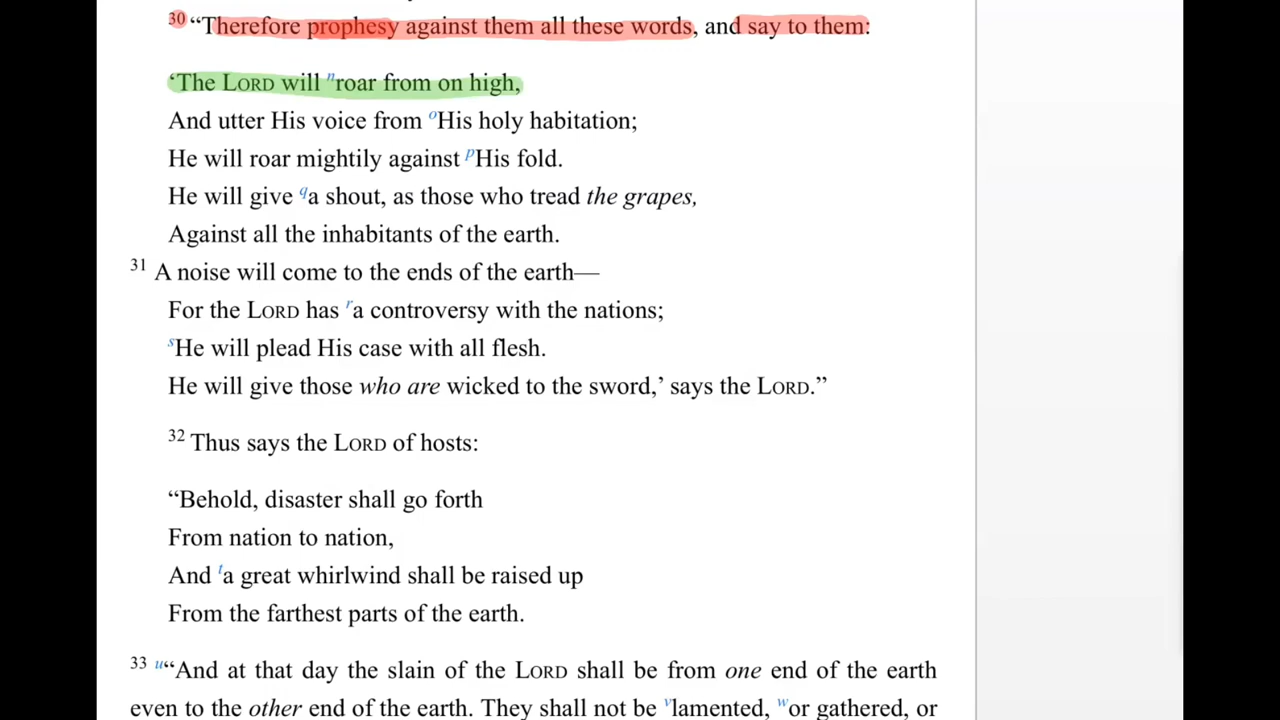 30 “Therefore prophesy against them all these words, and say to them:
‘The LORD will n roar from on high,
And utter His voice from o His holy habitation;
He will roar mightily against p His fold.
He will give q a shout, as those who tread the grapes,
Against all the inhabitants of the earth.
31 A noise will come to the ends of the earth—
For the LORD has r a controversy with the nations;
s He will plead His case with all flesh.
He will give those who are wicked to the sword,’ says the LORD.”
32 Thus says the LORD of hosts:
“Behold, disaster shall go forth
From nation to nation,
And t a great whirlwind shall be raised up
From the farthest parts of the earth.
33 u “And at that day the slain of the LORD shall be from one end of the earth
even to the other end of the earth. They shall not be v lamented, w or gathered, or